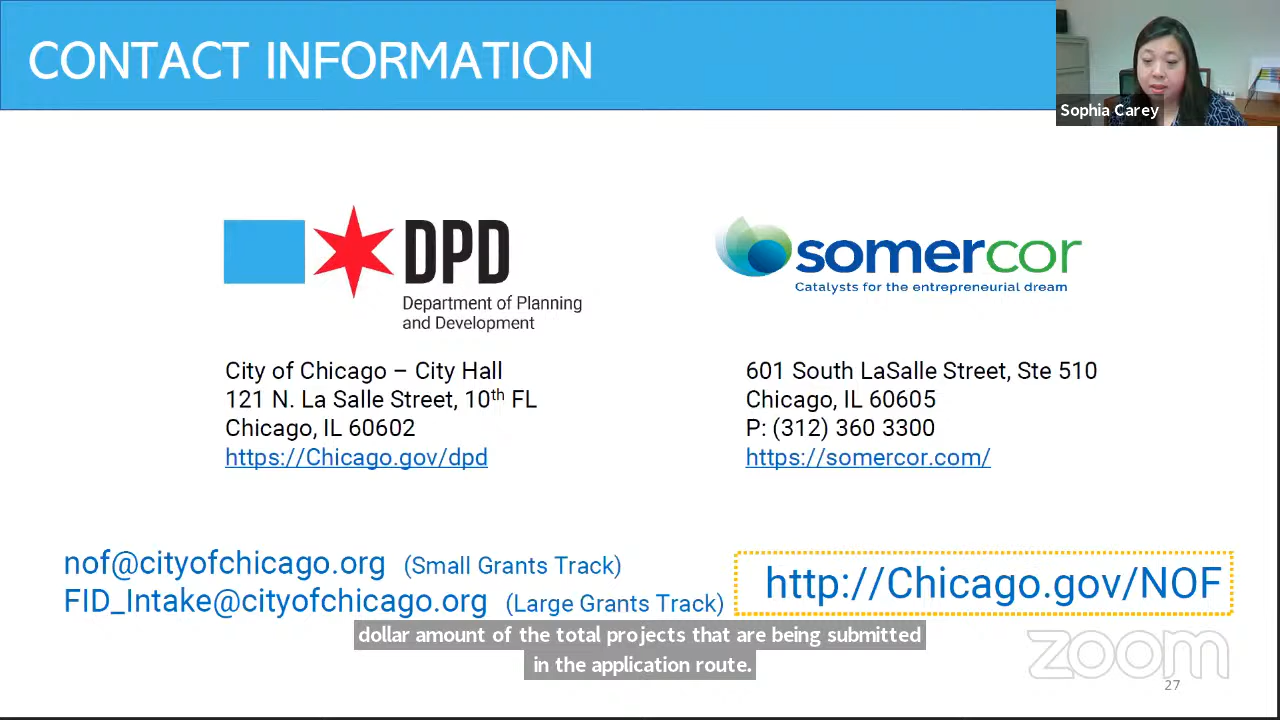 CONTACT INFORMATION
Sophia Carey
DPD
Department of Planning
and Development
City of Chicago – City Hall
121 N. La Salle Street, 10th FL
Chicago, IL 60602
https://Chicago.gov/dpd
somercor
Catalysts for the entrepreneurial dream
601 South LaSalle Street, Ste 510
Chicago, IL 60605
P: (312) 360 3300
https://somercor.com/
nof@cityofchicago.org (Small Grants Track)
FID_Intake@cityofchicago.org (Large Grants Track)
http://Chicago.gov/NOF
dollar amount of the total projects that are being submitted
in the application route.
zoom
27